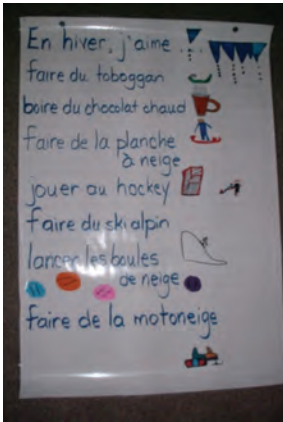 En hiver, j'aime
faire du toboggan
boire du chocolat chaud
faire de la planche
à neige
jouer au hockey
faire du ski alpin
lancer les boules
de neige
faire de la motoneige